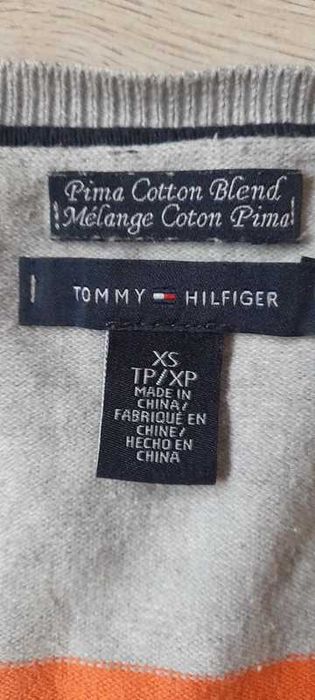 Pima Cotton Blend
Mélange Coton Pima
TOMMY HILFIGER
XS
TP/XP
MADE IN
CHINA/
FABRIQUÉ EN
CHINE/
HECHO EN
CHINA